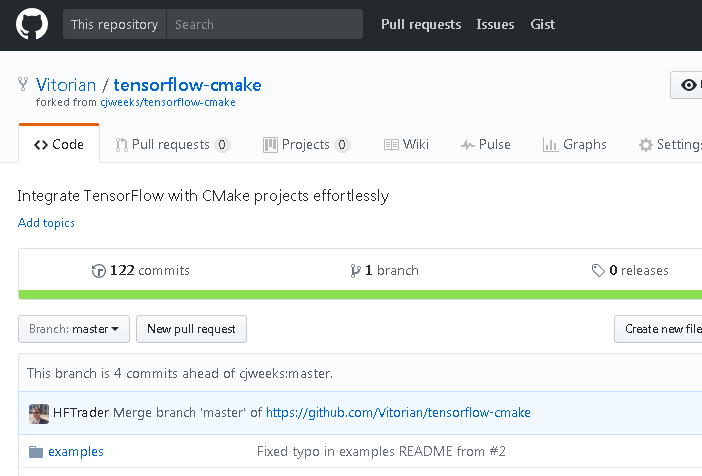 This repository Search Pull requests Issues Gist
Vitorian / tensorflow-cmake
forked from cjweeks/tensorflow-cmake
Code Pull requests 0 Projects 0 Wiki Pulse Graphs Settings
Integrate TensorFlow with CMake projects effortlessly
Add topics
122 commits 1 branch 0 releases
Branch: master New pull request Create new file
This branch is 4 commits ahead of cjweeks:master.
HFTrader Merge branch 'master' of https://github.com/Vitorian/tensorflow-cmake
examples Fixed typo in examples README from #2